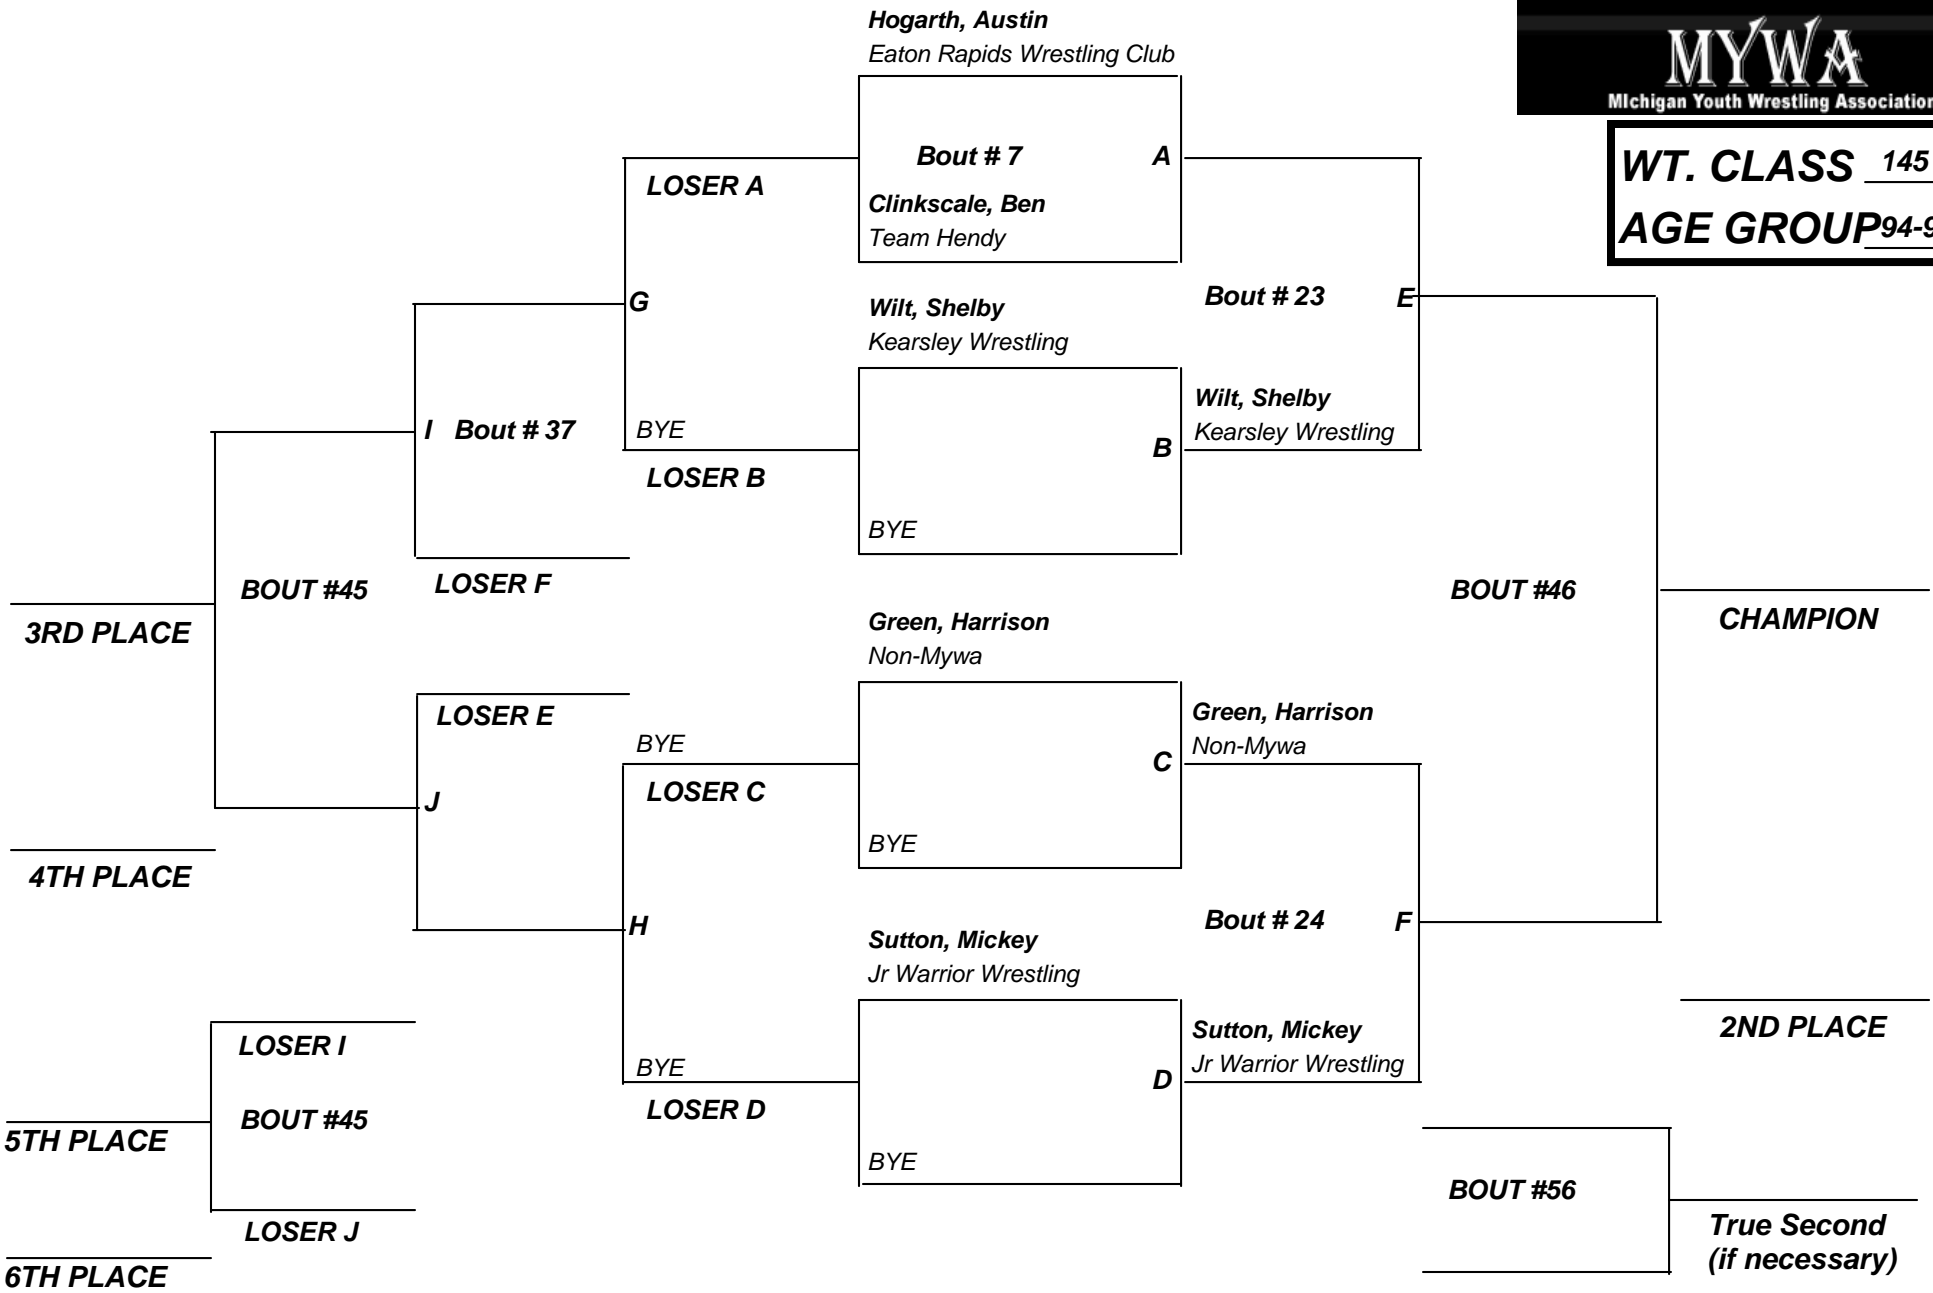 Hogarth, Austin
Eaton Rapids Wrestling Club
MYWA
MIchigan Youth Wrestling Association
WT. CLASS 145
AGE GROUP
Bout # 7
A
LOSER A
Clinkscale, Ben
Team Hendy
G
Wilt, Shelby
Kearsley Wrestling
Bout # 23
E
I
Bout # 37
BYE
LOSER B
B
Wilt, Shelby
Kearsley Wrestling
BYE
BOUT #45
LOSER F
BOUT #46
3RD PLACE
CHAMPION
Green, Harrison
Non-Mywa
LOSER E
BYE
LOSER C
C
Green, Harrison
Non-Mywa
J
BYE
4TH PLACE
H
Sutton, Mickey
Jr Warrior Wrestling
Bout # 24
F
LOSER I
BYE
LOSER D
D
Sutton, Mickey
Jr Warrior Wrestling
2ND PLACE
BOUT #45
5TH PLACE
BYE
LOSER J
6TH PLACE
BOUT #56
True Second
(if necessary)